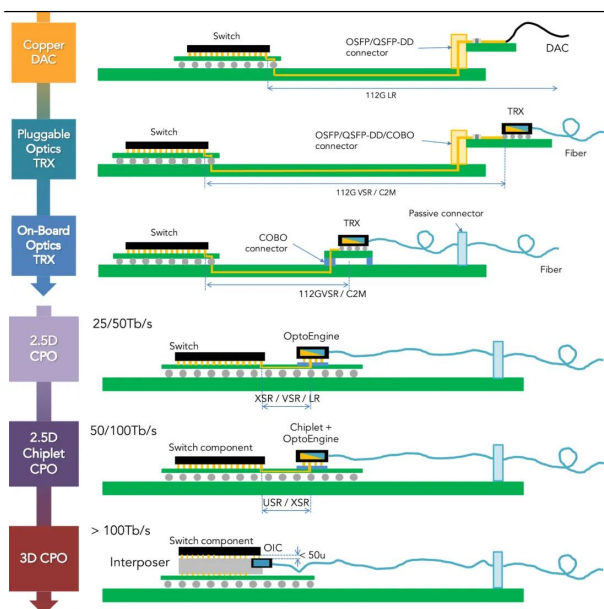 Copper
DAC
Switch
OSFP/QSFP-DD
connector
DAC
112G LR
Pluggable
Optics
TRX
Switch
OSFP/QSFP-DD/COBO
connector
TRX
Fiber
112G VSR / C2M
On-Board
Optics
TRX
Switch
COBO
connector
TRX
Passive connector
Fiber
112GVSR / C2M
2.5D
CPO
25/50Tb/s
Switch
OptoEngine
XSR / VSR / LR
2.5D
Chiplet
CPO
50/100Tb/s
Switch component
Chiplet +
OptoEngine
USR / XSR
3D CPO
> 100Tb/s
Switch component
OIC
< 50u
Interposer